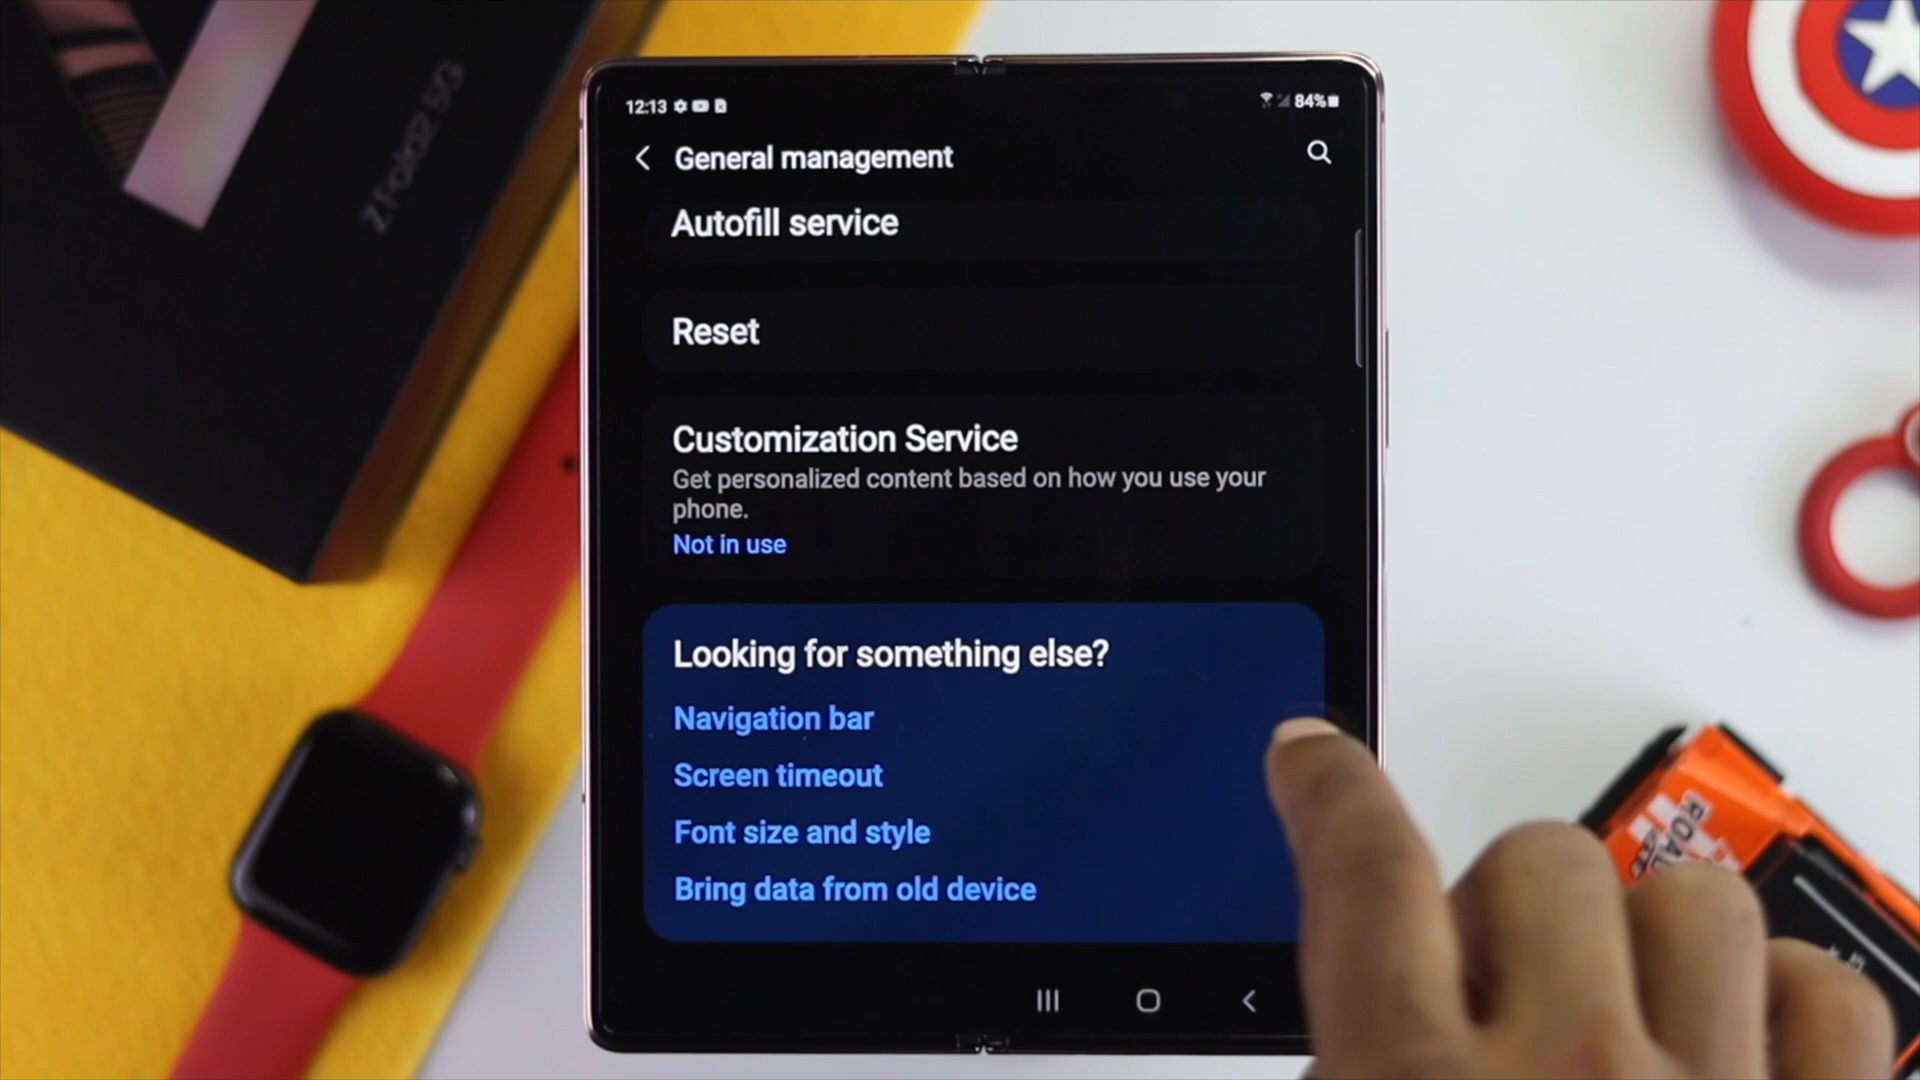 Z Fold2 5G
12:13
84%
General management
Autofill service
Reset
Customization Service
Get personalized content based on how you use your
phone.
Not in use
Looking for something else?
Navigation bar
Screen timeout
Font size and style
Bring data from old device